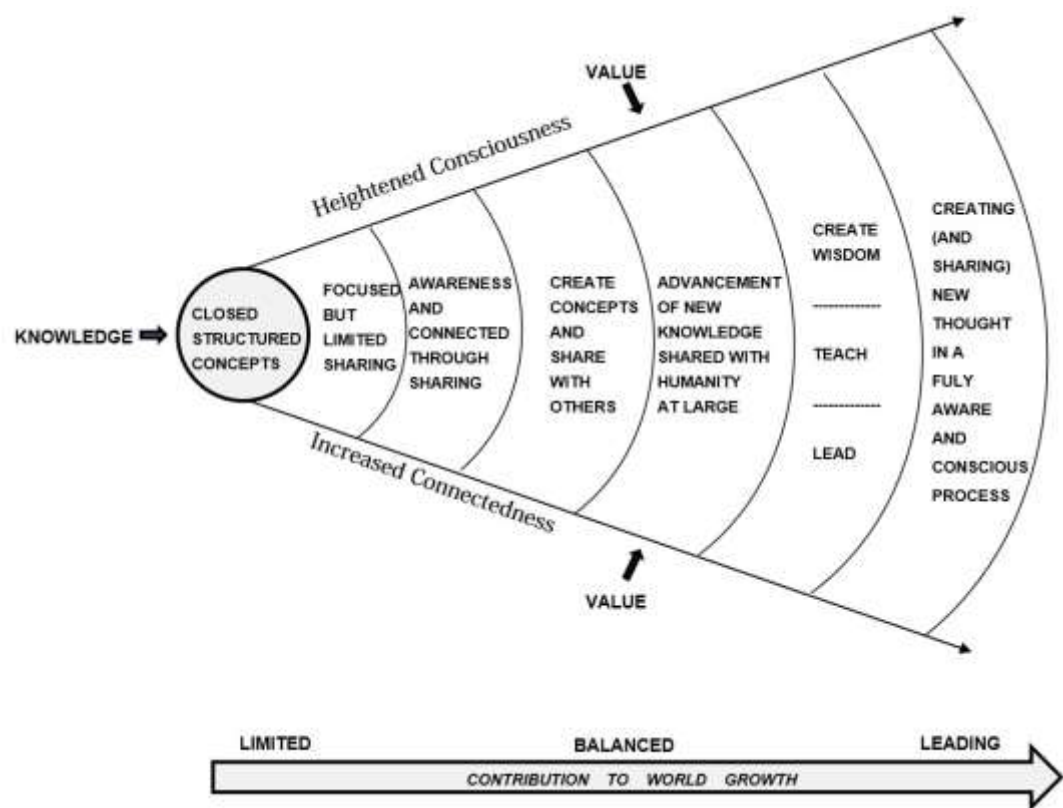 VALUE
Heightened Consciousness
KNOWLEDGE
CLOSED
STRUCTURED
CONCEPTS
FOCUSED
BUT
LIMITED
SHARING
AWARENESS
AND
CONNECTED
THROUGH
SHARING
CREATE
CONCEPTS
AND
SHARE
WITH
OTHERS
ADVANCEMENT
OF NEW
KNOWLEDGE
SHARED WITH
HUMANITY
AT LARGE
CREATE
WISDOM
------------
TEACH
------------
LEAD
CREATING
(AND
SHARING)
NEW
THOUGHT
IN A
FULY
AWARE
AND
CONSCIOUS
PROCESS
Increased Connectedness
VALUE
LIMITED
BALANCED
LEADING
CONTRIBUTION TO WORLD GROWTH